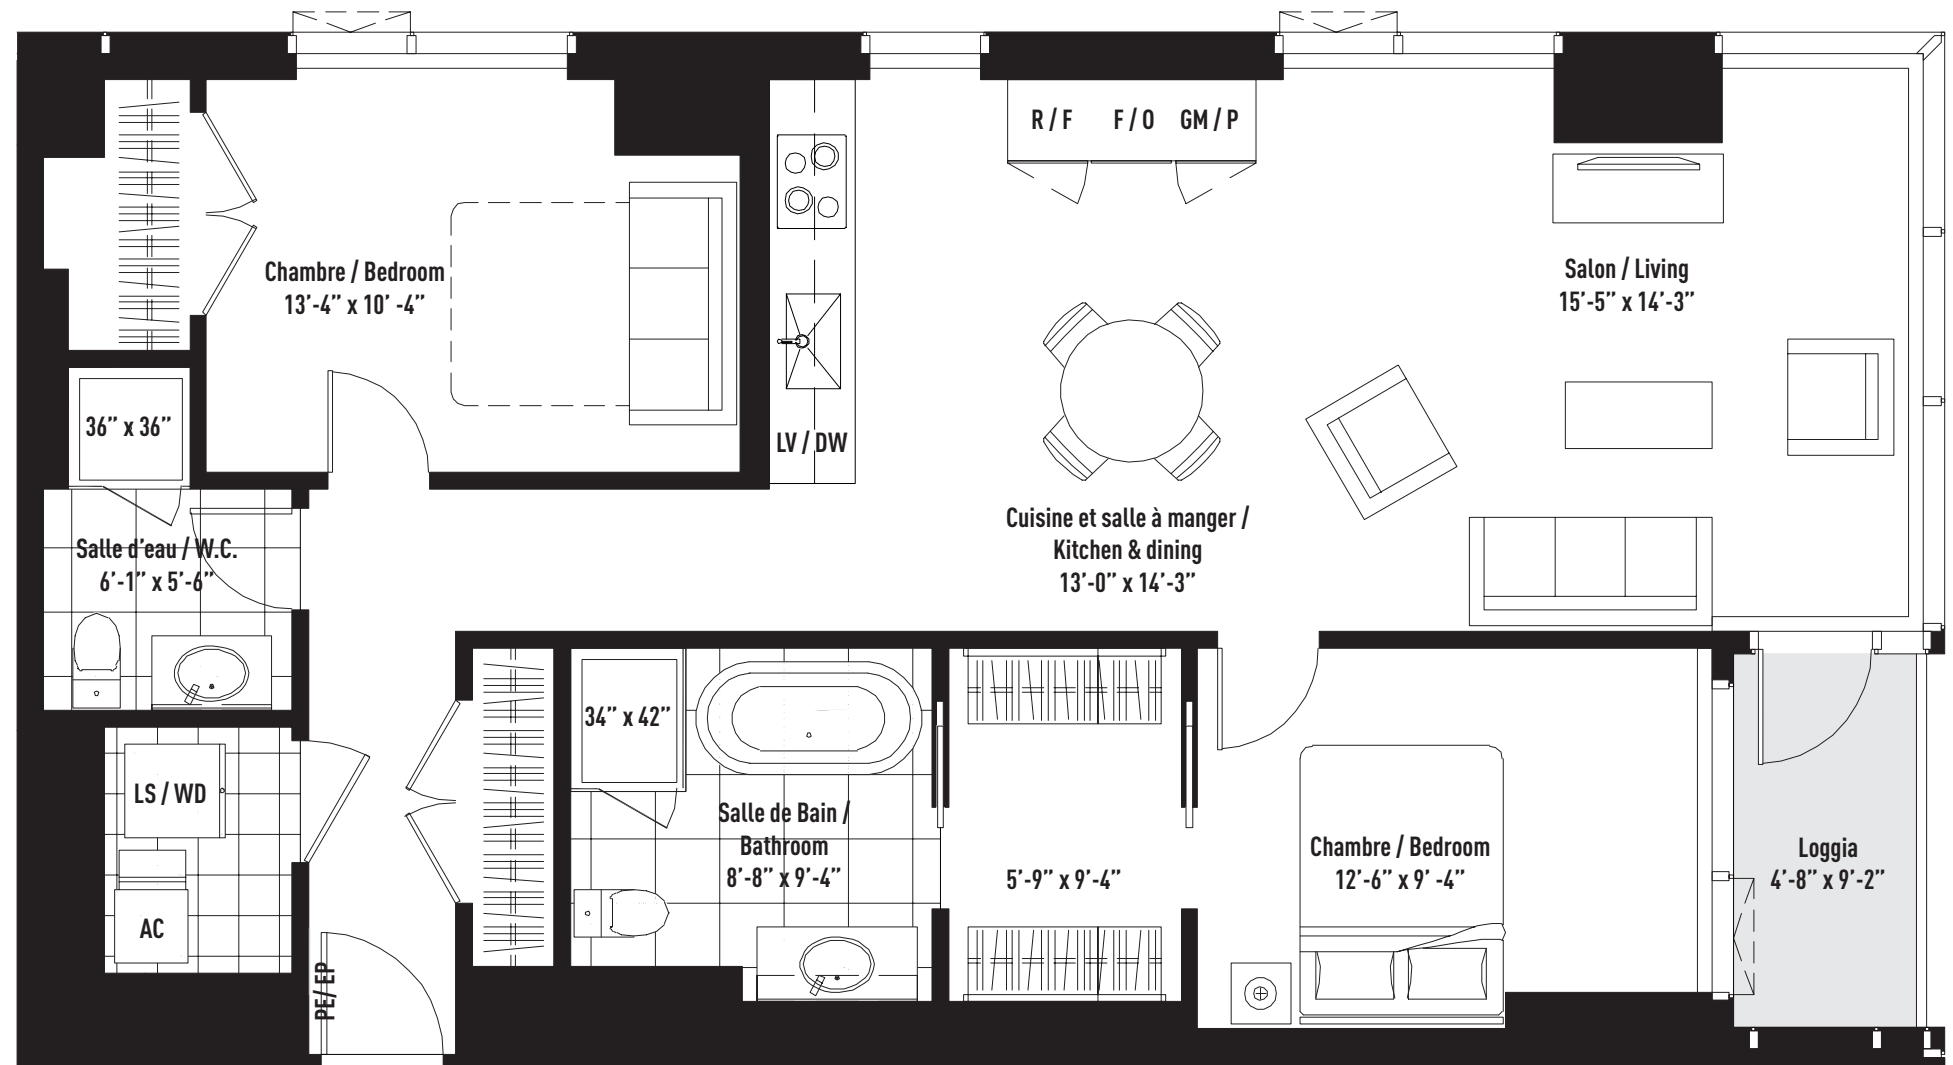 R / F F / O GM / P
Chambre / Bedroom
13’-4” x 10’ -4”
Salon / Living
15’-5” x 14’-3”
36” x 36”
LV / DW
Cuisine et salle à manger /
Kitchen & dining
13’-0” x 14’-3”
Salle d’eau / W.C.
6’-1” x 5’-6”
34” x 42”
LS / WD
Salle de Bain /
Bathroom
8’-8” x 9’-4”
5’-9” x 9’-4”
Chambre / Bedroom
12’-6” x 9’ -4”
Loggia
4’-8” x 9’-2”
AC
PE/ EP